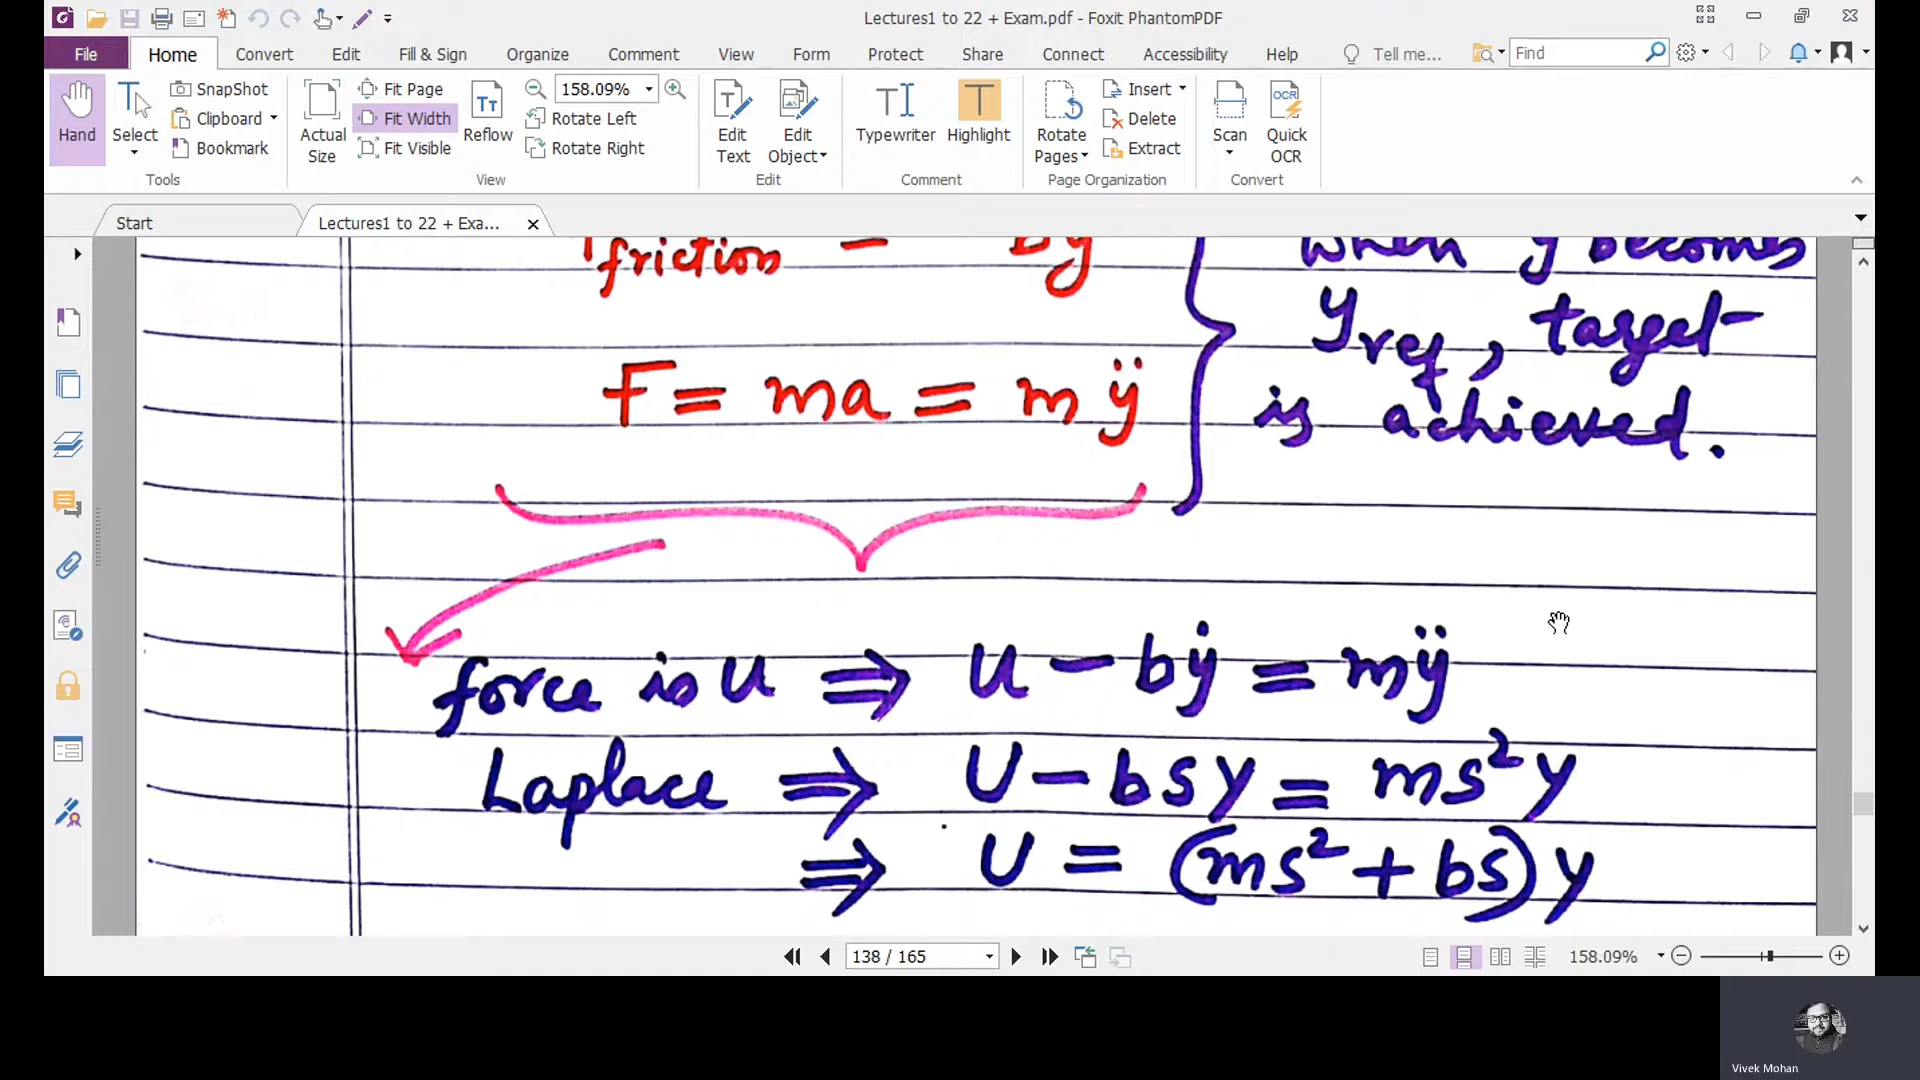 Lectures1 to 22 + Exam.pdf - Foxit PhantomPDF
File Home Convert Edit Fill & Sign Organize Comment View Form Protect Share Connect Accessibility Help Tell me... Find
Hand
Select
SnapShot
Clipboard
Bookmark
Tools
Actual Size
Fit Page
Fit Width
Fit Visible
Reflow
158.09%
Rotate Left
Rotate Right
View
Edit Text
Edit Object
Edit
Typewriter
Highlight
Comment
Rotate Pages
Insert
Delete
Extract
Page Organization
Scan
Quick OCR
Convert
Start
Lectures1 to 22 + Exa...
friction = bẏ
F = ma = mÿ
when y becomes
yref, target
is achieved.
force is u ⇒ u - bẏ = mÿ
Laplace ⇒ U - bsy = ms²y
⇒ U = (ms² + bs)y
138 / 165
158.09%
Vivek Mohan